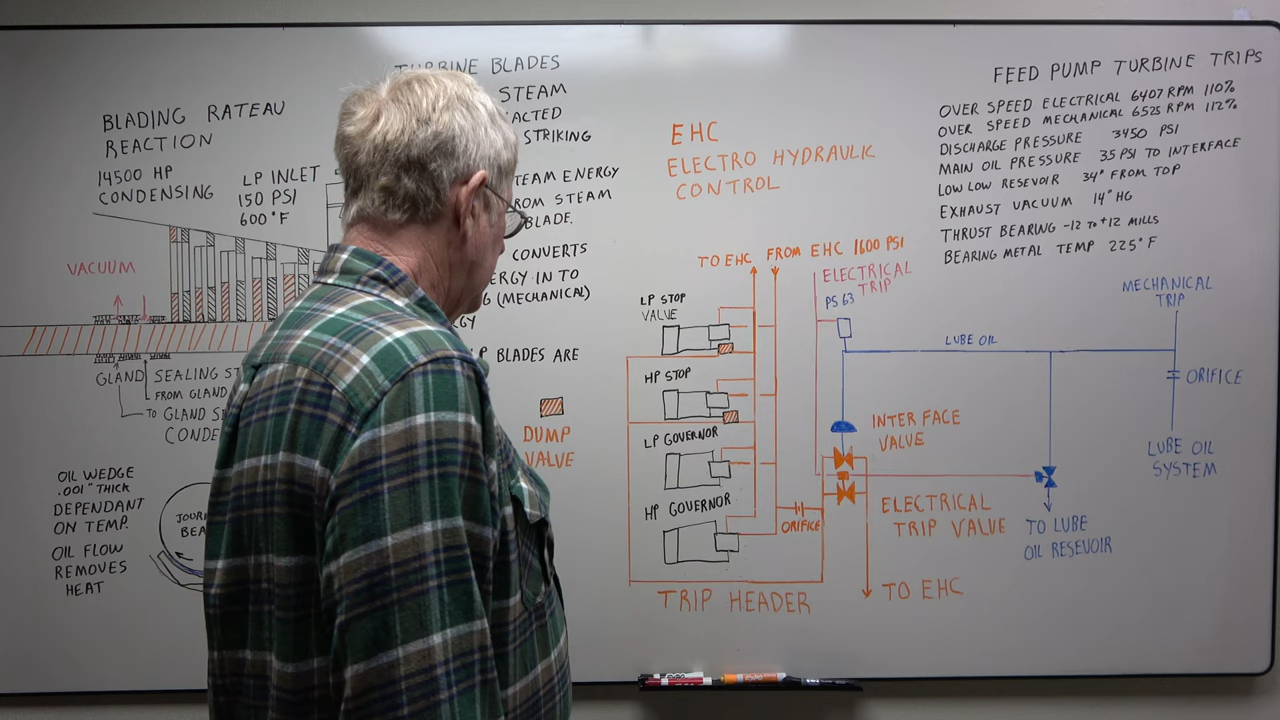 TURBINE BLADES
STEAM
ACTED
STRIKING
STEAM ENERGY
FROM STEAM
BLADE.
CONVERTS
ERGY IN TO
(MECHANICAL)
BLADES ARE
BLADING RATEAU
REACTION
14500 HP
CONDENSING
LP INLET
150 PSI
600°F
VACUUM
GLAND
SEALING
FROM GLAND
TO GLAND
OIL WEDGE
.001" THICK
DEPENDANT
ON TEMP.
OIL FLOW
REMOVES
HEAT
DUMP
VALVE
EHC
ELECTRO HYDRAULIC
CONTROL
TO EHC
FROM EHC 1600 PSI
ELECTRICAL
TRIP
PS 63
LP STOP
VALVE
HP STOP
LP GOVERNOR
HP GOVERNOR
ORIFICE
TRIP HEADER
INTERFACE
VALVE
ELECTRICAL
TRIP VALVE
TO EHC
FEED PUMP TURBINE TRIPS
OVER SPEED ELECTRICAL 6407 RPM 110%
OVER SPEED MECHANICAL 6525 RPM 112%
DISCHARGE PRESSURE 3450 PSI
MAIN OIL PRESSURE 35 PSI TO INTERFACE
LOW LOW RESEVOIR 34" FROM TOP
EXHAUST VACUUM 14" HG
THRUST BEARING -12 TO +12 MILLS
BEARING METAL TEMP 225°F
MECHANICAL
TRIP
LUBE OIL
ORIFICE
LUBE OIL
SYSTEM
TO LUBE
OIL RESEVOIR